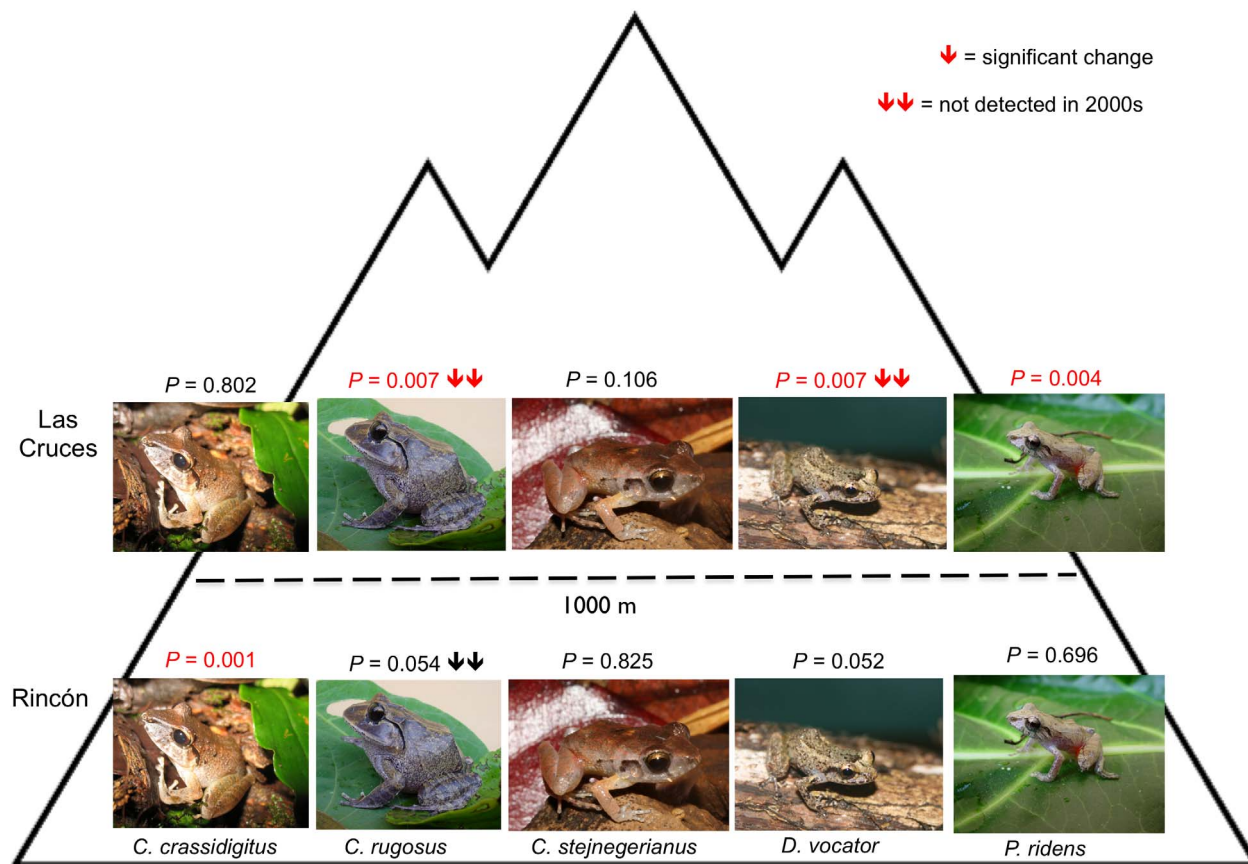 ↓ = significant change
↓↓ = not detected in 2000s
P = 0.802
P = 0.007 ↓↓
P = 0.106
P = 0.007 ↓↓
P = 0.004
Las
Cruces
1000 m
P = 0.001
P = 0.054 ↓↓
P = 0.825
P = 0.052
P = 0.696
Rincón
C. crassidigitus
C. rugosus
C. stejnegerianus
D. vocator
P. ridens